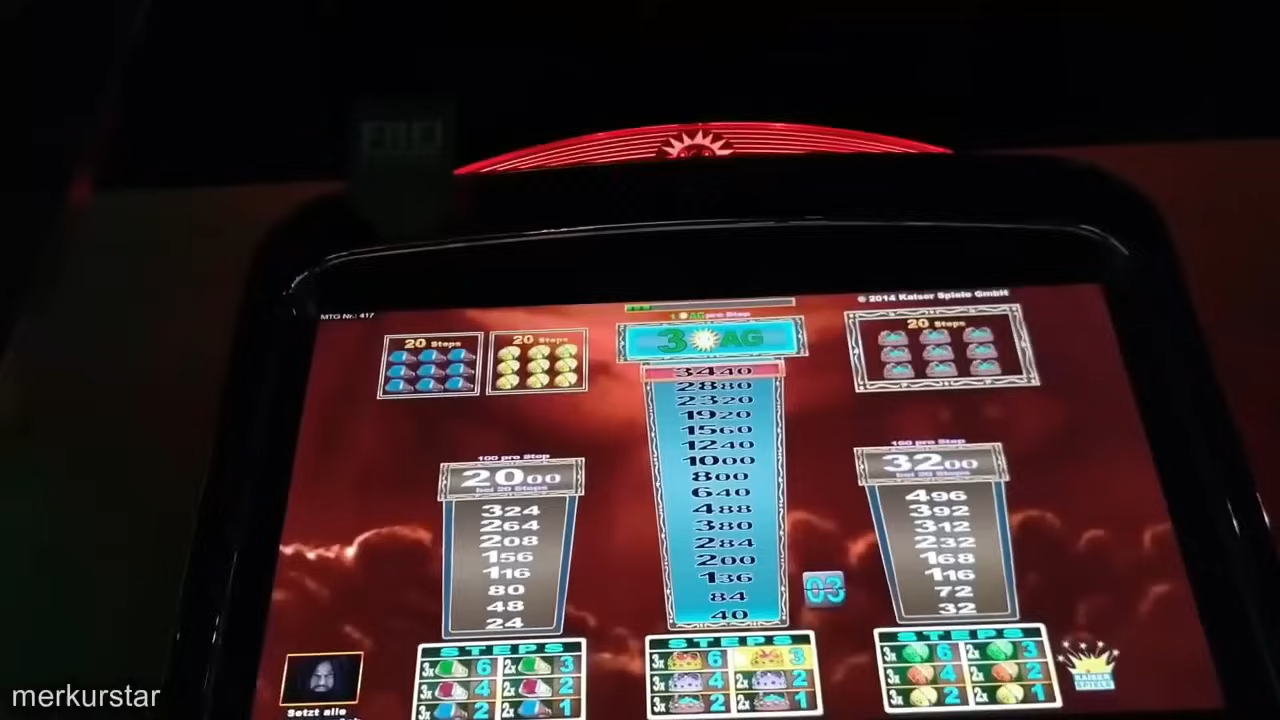 MTG Nr.: 417
© 2014 Kaiser Spiele GmbH
20 Steps
20 Steps
1 AG pro Step
3 AG
20 Steps
3440
2880
2320
1920
1560
1240
1000
800
640
488
380
284
200
136
84
40
100 pro Step
2000
bei 20 Steps
324
264
208
156
116
80
48
24
160 pro Step
3200
bei 20 Steps
496
392
312
232
168
116
72
32
03
STEPS
3x 6 2x 3
3x 4 2x 2
3x 2 2x 1
STEPS
3x 6 3
3x 4 2x 2
3x 2 2x 1
STEPS
3x 6 2x 3
3x 4 2x 2
3x 2 2x 1
KAISER
SPIELE
Setzt alle
merkurstar